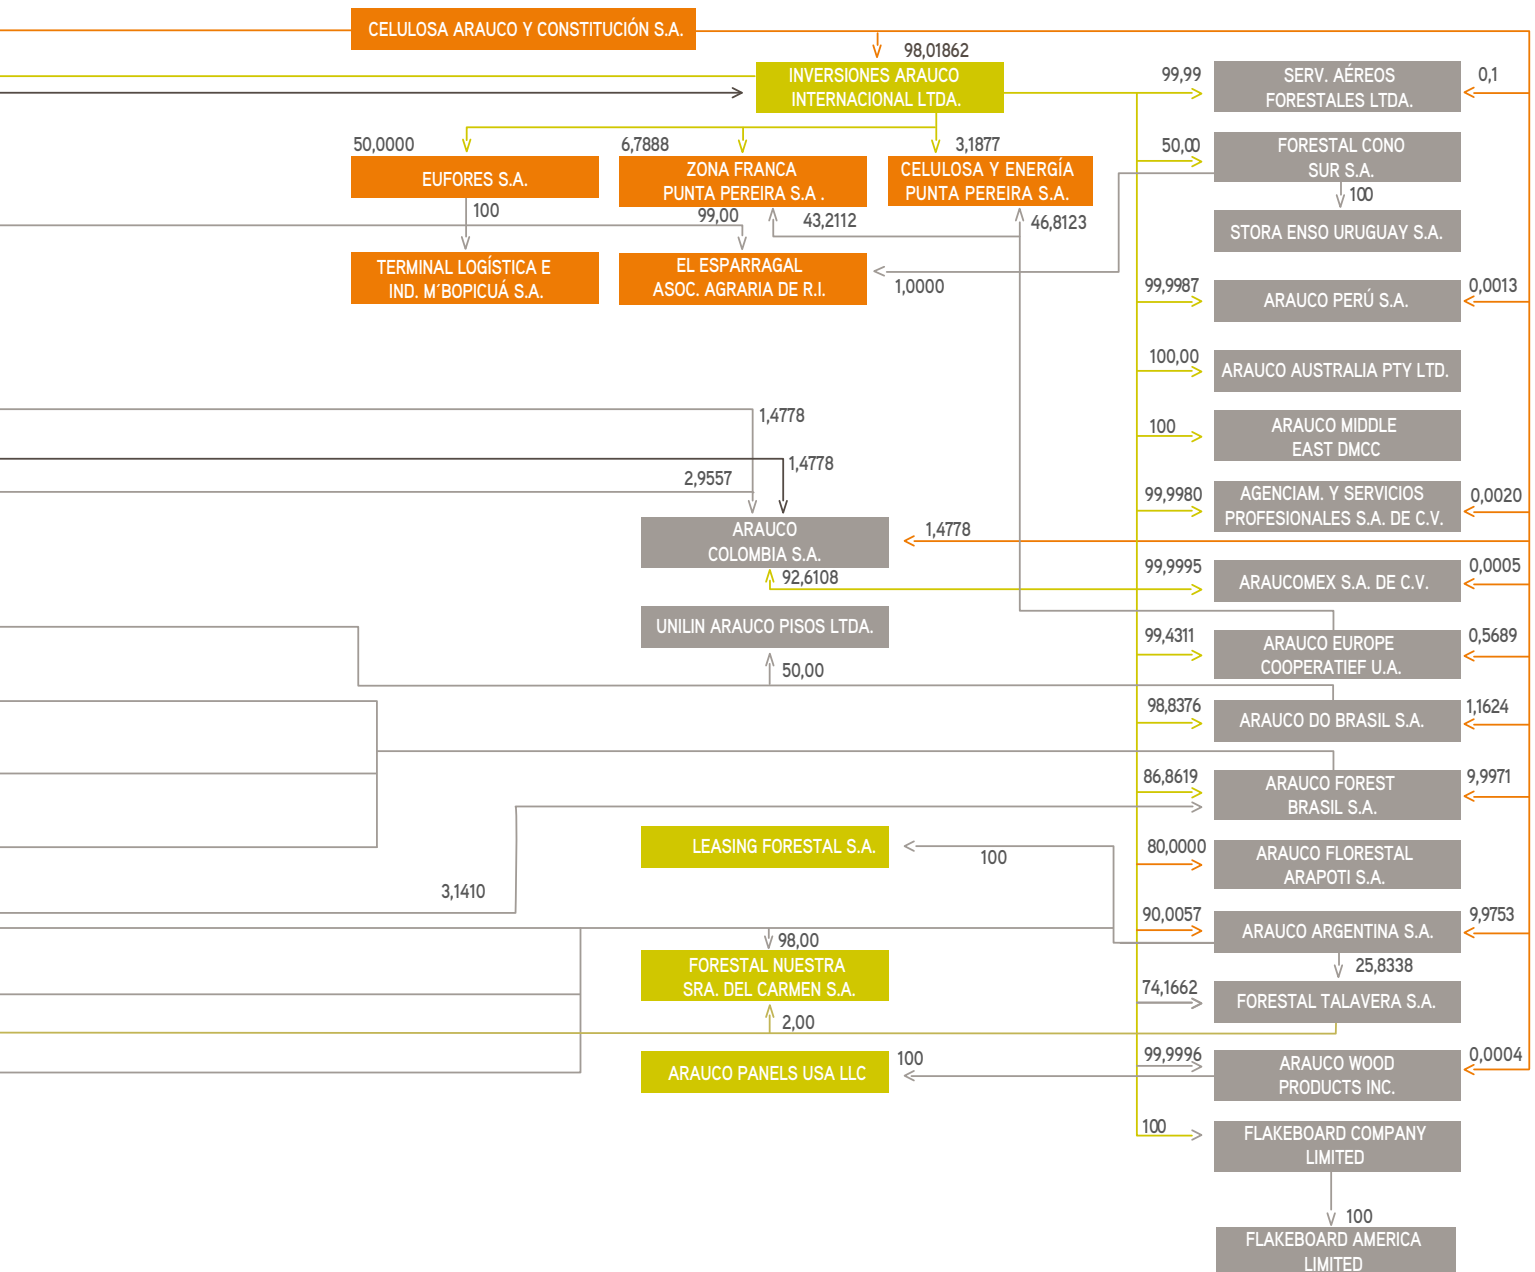 CELULOSA ARAUCO Y CONSTITUCIÓN S.A.
98,01862
INVERSIONES ARAUCO
INTERNACIONAL LTDA.
99,99
SERV. AÉREOS
FORESTALES LTDA.
0,1
50,0000
EUFORES S.A.
6,7888
ZONA FRANCA
PUNTA PEREIRA S.A .
3,1877
CELULOSA Y ENERGÍA
PUNTA PEREIRA S.A.
50,00
FORESTAL CONO
SUR S.A.
100
STORA ENSO URUGUAY S.A.
100
99,00
43,2112
46,8123
TERMINAL LOGÍSTICA E
IND. M´BOPICUÁ S.A.
EL ESPARRAGAL
ASOC. AGRARIA DE R.I.
1,0000
99,9987
ARAUCO PERÚ S.A.
0,0013
100,00
ARAUCO AUSTRALIA PTY LTD.
100
ARAUCO MIDDLE
EAST DMCC
1,4778
1,4778
2,9557
99,9980
AGENCIAM. Y SERVICIOS
PROFESIONALES S.A. DE C.V.
0,0020
ARAUCO
COLOMBIA S.A.
1,4778
92,6108
99,9995
ARAUCOMEX S.A. DE C.V.
0,0005
UNILIN ARAUCO PISOS LTDA.
50,00
99,4311
ARAUCO EUROPE
COOPERATIEF U.A.
0,5689
98,8376
ARAUCO DO BRASIL S.A.
1,1624
86,8619
ARAUCO FOREST
BRASIL S.A.
9,9971
LEASING FORESTAL S.A.
100
80,0000
ARAUCO FLORESTAL
ARAPOTI S.A.
3,1410
90,0057
ARAUCO ARGENTINA S.A.
9,9753
98,00
FORESTAL NUESTRA
SRA. DEL CARMEN S.A.
2,00
25,8338
74,1662
FORESTAL TALAVERA S.A.
ARAUCO PANELS USA LLC
100
99,9996
ARAUCO WOOD
PRODUCTS INC.
0,0004
100
FLAKEBOARD COMPANY
LIMITED
100
FLAKEBOARD AMERICA
LIMITED